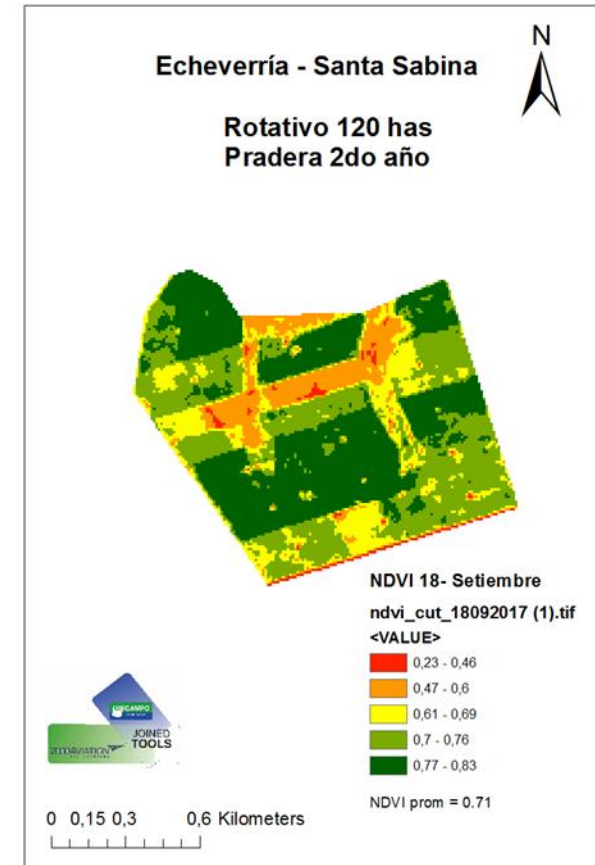 N
Echeverría - Santa Sabina
Rotativo 120 has
Pradera 2do año
NDVI 18- Setiembre
ndvi_cut_18092017 (1).tif
<VALUE>
0,23 - 0,46
0,47 - 0,6
0,61 - 0,69
0,7 - 0,76
0,77 - 0,83
NDVI prom = 0.71
JOINED
TOOLS
0 0,15 0,3 0,6 Kilometers